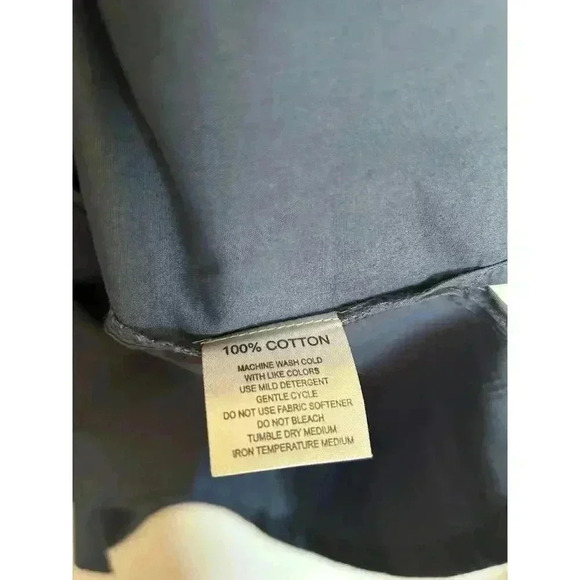 100% COTTON
MACHINE WASH COLD
WITH LIKE COLORS
USE MILD DETERGENT
GENTLE CYCLE
DO NOT USE FABRIC SOFTENER
DO NOT BLEACH
TUMBLE DRY MEDIUM
IRON TEMPERATURE MEDIUM